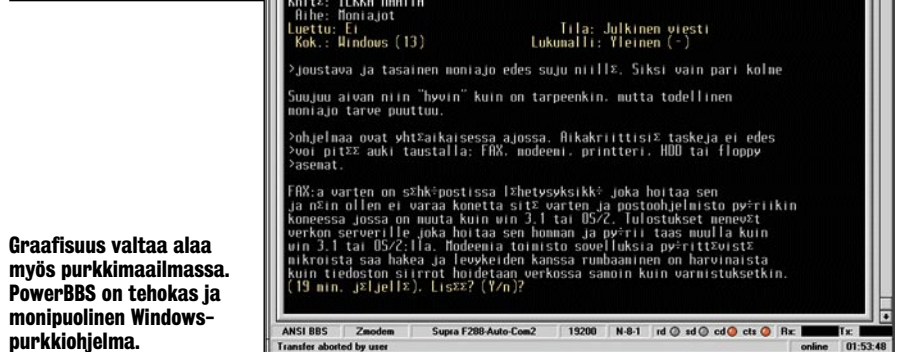 Aihe: Moniajot
Luettu: Ei Tila: Julkinen viesti
Kok.: Windows (13) Lukumalli: Yleinen (-)
>joustava ja tasainen moniajo edes suju niillΣ. Siksi vain pari kolme
Suujuu aivan niin "hyvin" kuin on tarpeenkin. mutta todellinen
moniajo tarve puuttuu.
>ohjelmaa ovat yhtΣaikaisessa ajossa. AikakriittisiΣ taskeja ei edes
>voi pitΣΣ auki taustalla: FAX. modeemi. printteri. HDD tai floppy
>asemat.
FAX:a varten on sΣhk÷postissa lΣhetysyksikk÷ joka hoitaa sen
ja nΣin ollen ei varaa konetta sitΣ varten ja postoohjelmisto py÷riikin
koneessa jossa on muuta kuin win 3.1 tai OS/2. Tulostukset menevΣt
verkon serverille joka hoitaa sen homman ja py÷rii taas muulla kuin
win 3.1 tai OS/2:lla. Modeemia toimisto sovelluksia py÷rittΣvistΣ
mikroista saa hakea ja levykeiden kanssa rumbaaminen on harvinaista
kuin tiedoston siirrot hoidetaan verkossa samoin kuin varmistuksetkin.
(19 min. jΣljellΣ). LisΣΣ? (Y/n)?
ANSI BBS Zmodem Supra F288-Auto-Com2 19200 N-8-1 rd sd cd cts Rx: Tx:
Transfer aborted by user online 01:53:48
Graafisuus valtaa alaa
myös purkkimaailmassa.
PowerBBS on tehokas ja
monipuolinen Windows-
purkkiohjelma.